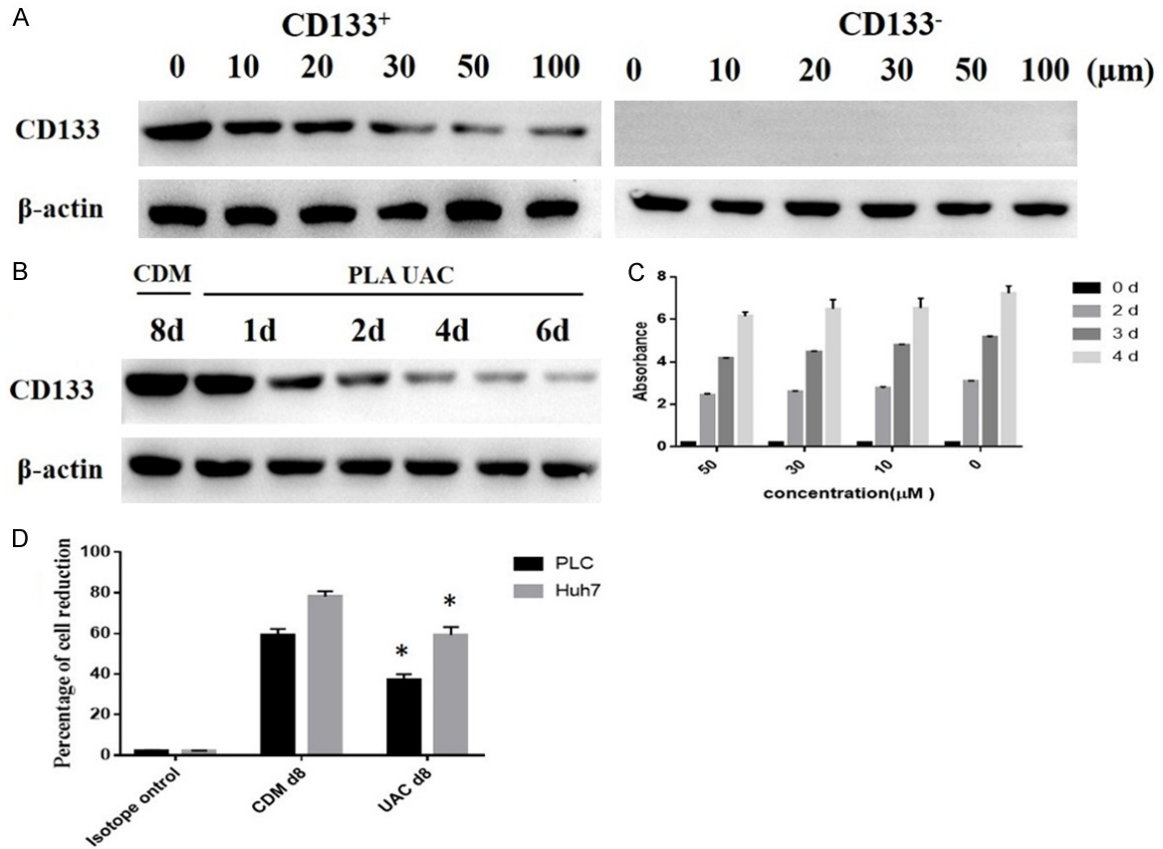 A
CD133+ CD133-
0 10 20 30 50 100 0 10 20 30 50 100 (µm)
CD133
β-actin
B
CDM PLA UAC
8d 1d 2d 4d 6d
CD133
β-actin
C
8
6
4
2
0
Absorbance
50 30 10 0
concentration(µM )
0 d
2 d
3 d
4 d
D
100
80
60
40
20
0
Percentage of cell reduction
* *
Isotope ontrol CDM d8 UAC d8
PLC
Huh7